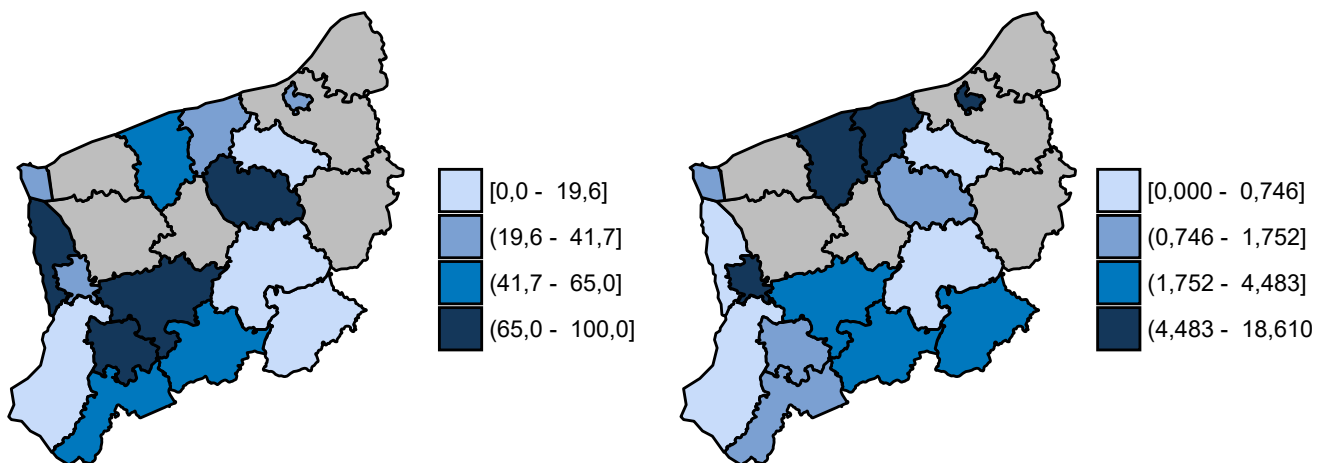 [0,0 - 19,6]
(19,6 - 41,7]
(41,7 - 65,0]
(65,0 - 100,0]
[0,000 - 0,746]
(0,746 - 1,752]
(1,752 - 4,483]
(4,483 - 18,610